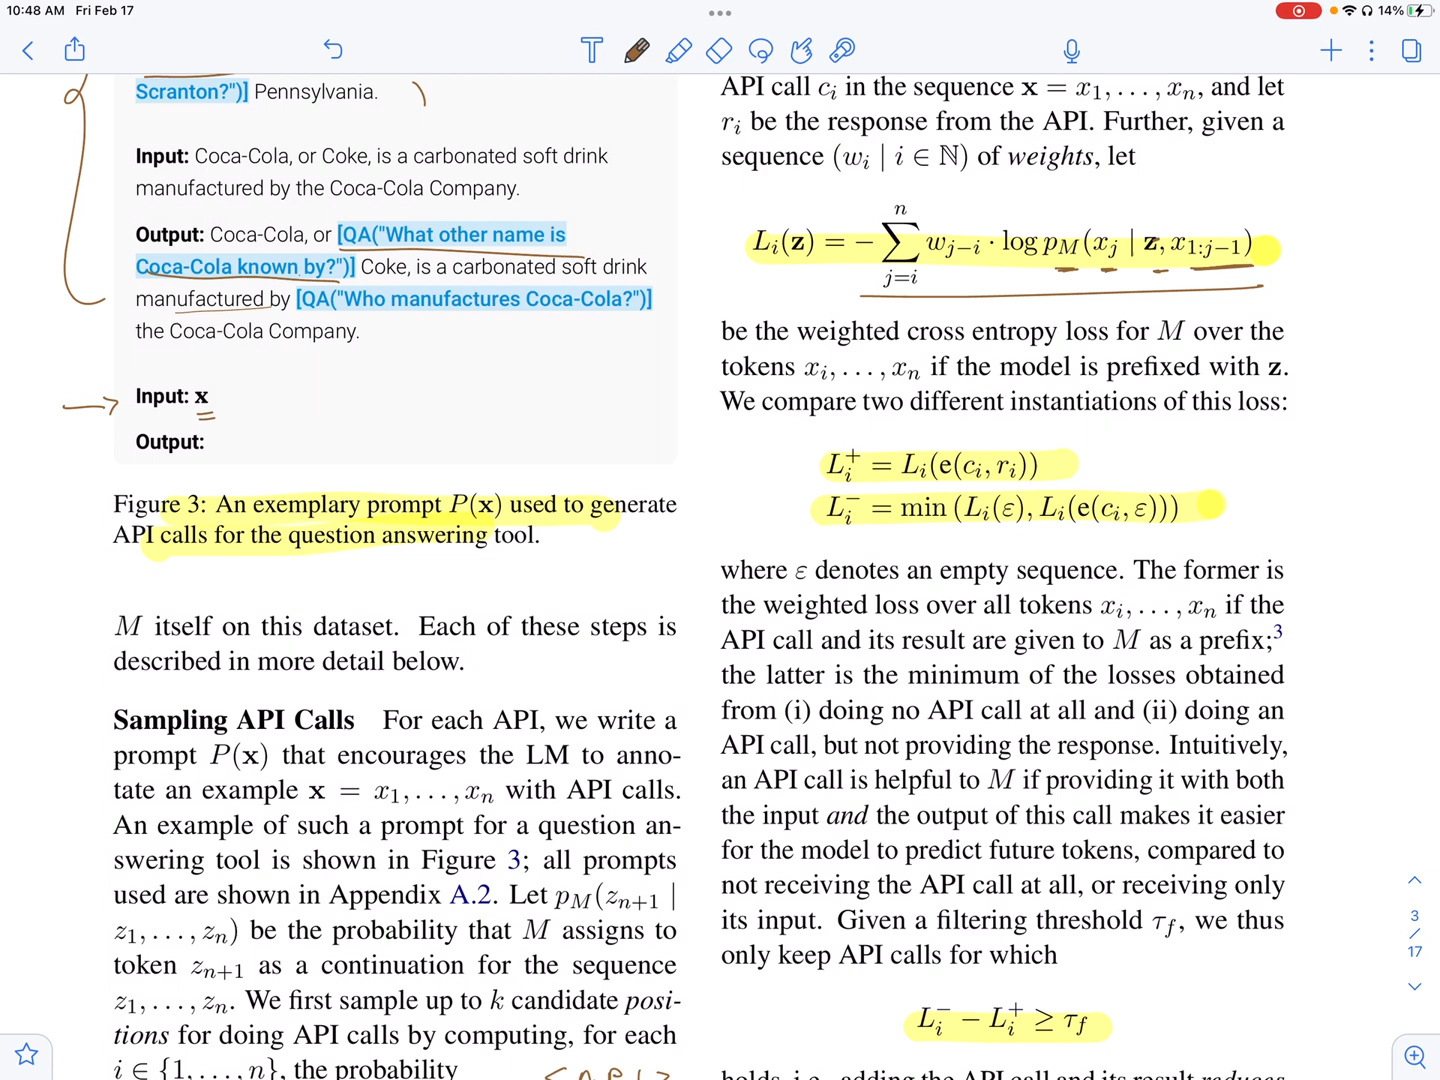 10:48 AM Fri Feb 17
14%
Scranton?")] Pennsylvania.
Input: Coca-Cola, or Coke, is a carbonated soft drink
manufactured by the Coca-Cola Company.
Output: Coca-Cola, or [QA("What other name is
Coca-Cola known by?")] Coke, is a carbonated soft drink
manufactured by [QA("Who manufactures Coca-Cola?")]
the Coca-Cola Company.
Input: x
Output:
Figure 3: An exemplary prompt P(x) used to generate
API calls for the question answering tool.
M itself on this dataset. Each of these steps is
described in more detail below.
Sampling API Calls For each API, we write a
prompt P(x) that encourages the LM to anno-
tate an example x = x₁, . . . , xₙ with API calls.
An example of such a prompt for a question an-
swering tool is shown in Figure 3; all prompts
used are shown in Appendix A.2. Let p_M(z_{n+1} |
z₁, . . . , zₙ) be the probability that M assigns to
token z_{n+1} as a continuation for the sequence
z₁, . . . , zₙ. We first sample up to k candidate posi-
tions for doing API calls by computing, for each
i ∈ {1, . . . , n}, the probability
API call cᵢ in the sequence x = x₁, . . . , xₙ, and let
rᵢ be the response from the API. Further, given a
sequence (wᵢ | i ∈ ℕ) of weights, let
Lᵢ(z) = − ∑_{j=i}^{n} w_{j−i} · log p_M(x_j | z, x_{1:j−1})
be the weighted cross entropy loss for M over the
tokens xᵢ, . . . , xₙ if the model is prefixed with z.
We compare two different instantiations of this loss:
Lᵢ⁺ = Lᵢ(e(cᵢ, rᵢ))
Lᵢ⁻ = min (Lᵢ(ε), Lᵢ(e(cᵢ, ε)))
where ε denotes an empty sequence. The former is
the weighted loss over all tokens xᵢ, . . . , xₙ if the
API call and its result are given to M as a prefix;³
the latter is the minimum of the losses obtained
from (i) doing no API call at all and (ii) doing an
API call, but not providing the response. Intuitively,
an API call is helpful to M if providing it with both
the input and the output of this call makes it easier
for the model to predict future tokens, compared to
not receiving the API call at all, or receiving only
its input. Given a filtering threshold τ_f, we thus
only keep API calls for which
Lᵢ⁻ − Lᵢ⁺ ≥ τ_f
3
/
17